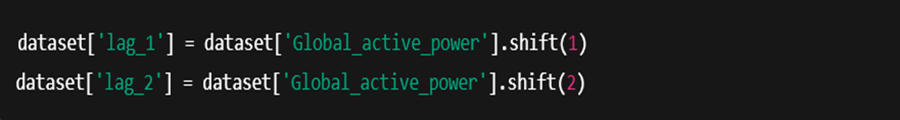 dataset['lag_1'] = dataset['Global_active_power'].shift(1)
dataset['lag_2'] = dataset['Global_active_power'].shift(2)